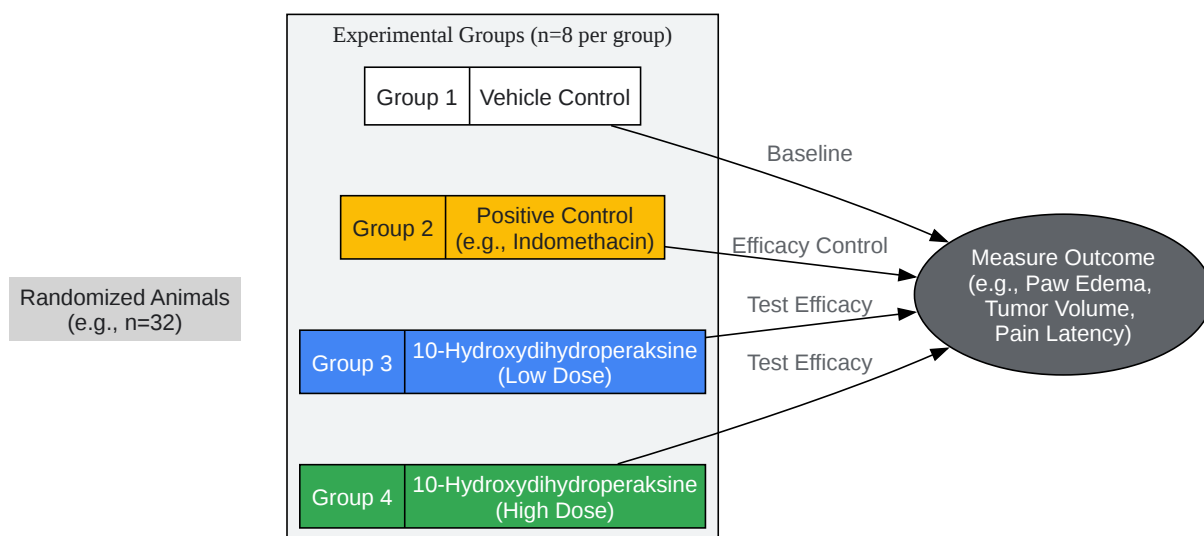 Experimental Groups (n=8 per group)
Group 1
Vehicle Control
Baseline
Group 2
Positive Control
(e.g., Indomethacin)
Efficacy Control
Randomized Animals
(e.g., n=32)
Measure Outcome
(e.g., Paw Edema,
Tumor Volume,
Pain Latency)
Test Efficacy
Group 3
10-Hydroxydihydroperaksine
(Low Dose)
Test Efficacy
Group 4
10-Hydroxydihydroperaksine
(High Dose)